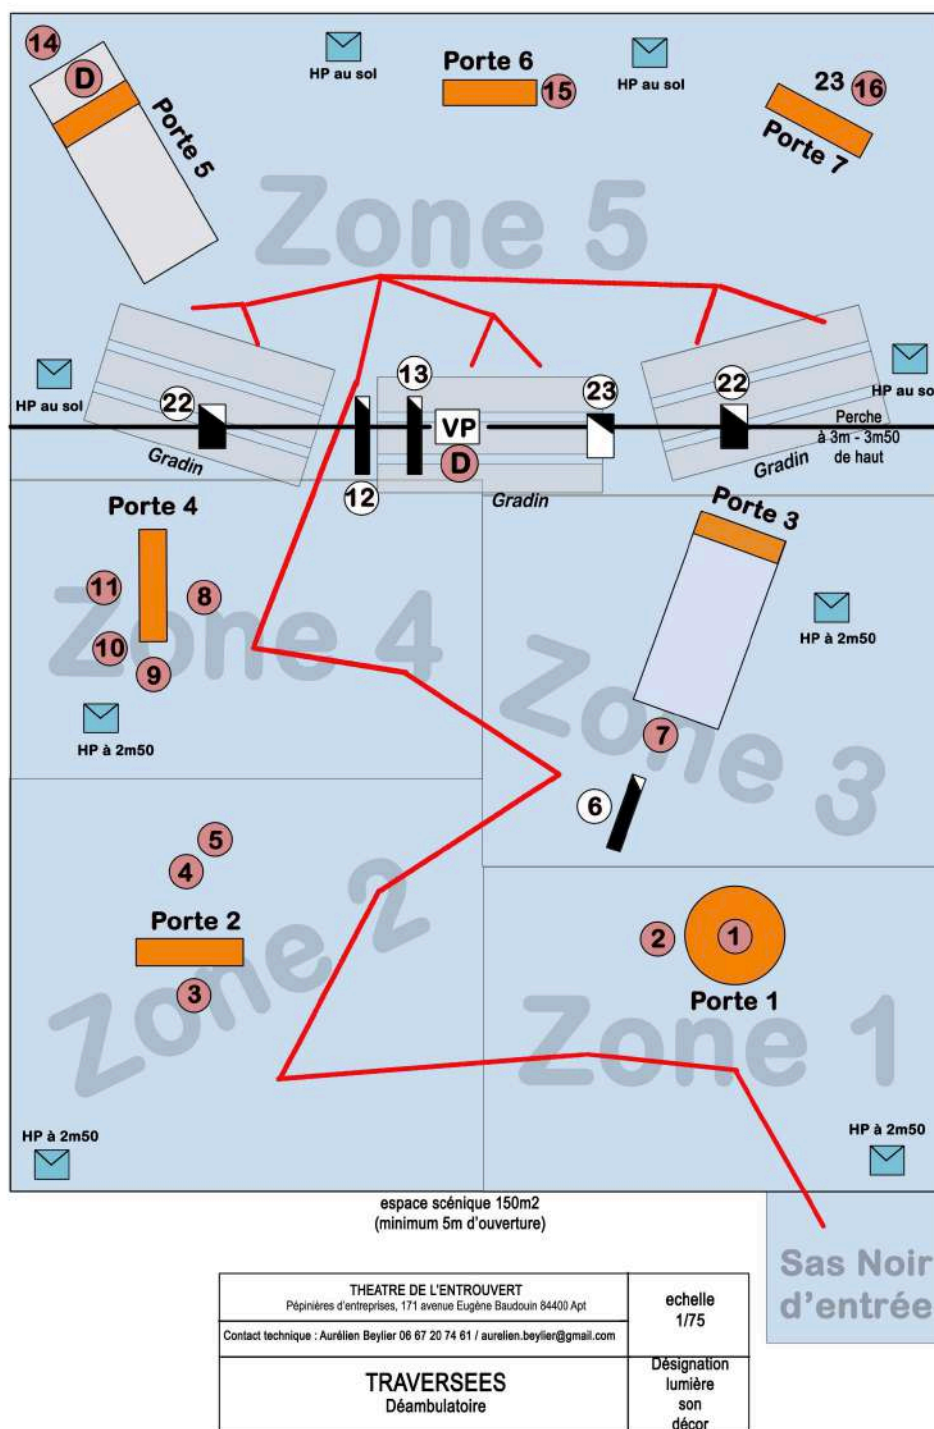 14
D
HP au sol
Porte 6
15
HP au sol
23
16
Porte 7
Porte 5
Zone 5
HP au sol
22
Gradin
13
12
VP
D
23
Gradin
22
HP au sol
Perche
à 3m - 3m50
de haut
Gradin
Porte 4
11
8
10
9
Zone 4
HP à 2m50
Porte 3
HP à 2m50
7
Zone 3
6
5
4
Porte 2
3
Zone 2
HP à 2m50
2
1
Porte 1
Zone 1
HP à 2m50
espace scénique 150m2
(minimum 5m d'ouverture)
Sas Noir
d'entrée
THEATRE DE L'ENTROUVERT
Pépinières d'entreprises, 171 avenue Eugène Baudouin 84400 Apt
echelle
1/75
Contact technique : Aurélien Beylier 06 67 20 74 61 / aurelien.beylier@gmail.com
TRAVERSEES
Déambulatoire
Désignation
lumière
son
décor